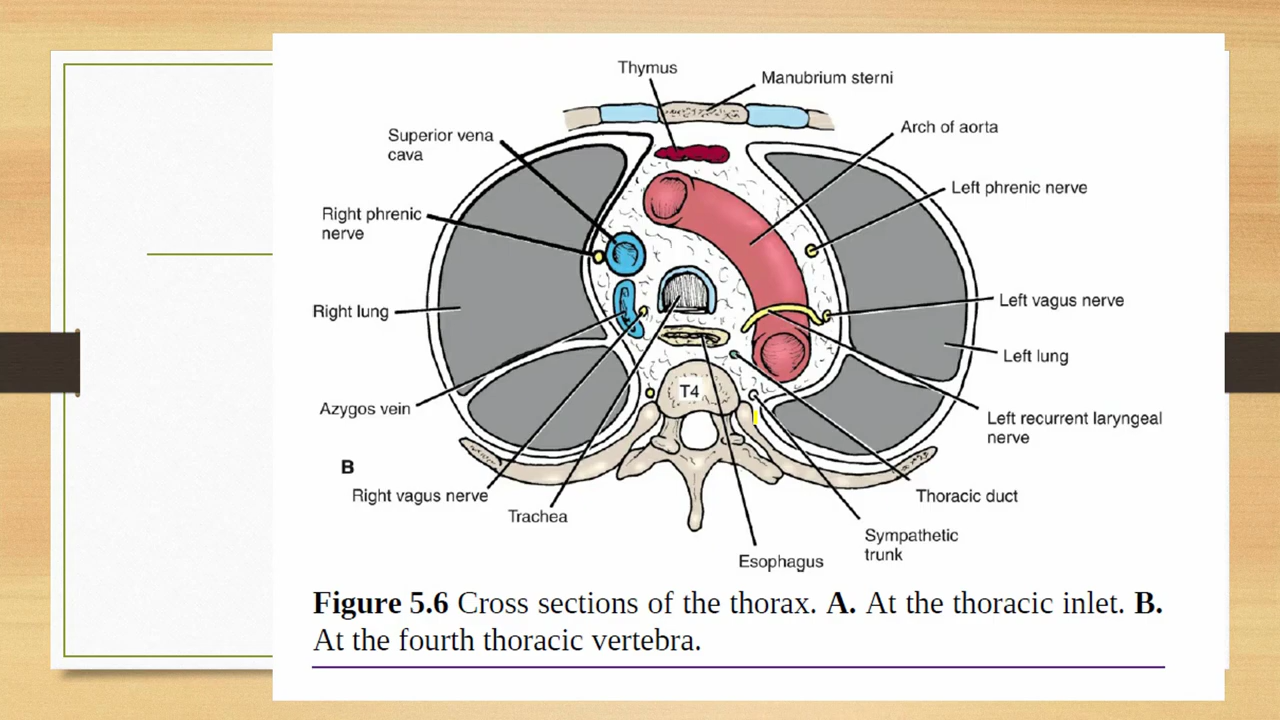 Thymus
Manubrium sterni
Superior vena
cava
Arch of aorta
Left phrenic nerve
Right phrenic
nerve
Right lung
Left vagus nerve
Left lung
T4
Azygos vein
Left recurrent laryngeal
nerve
B
Right vagus nerve
Thoracic duct
Trachea
Sympathetic
trunk
Esophagus
Figure 5.6 Cross sections of the thorax. A. At the thoracic inlet. B.
At the fourth thoracic vertebra.